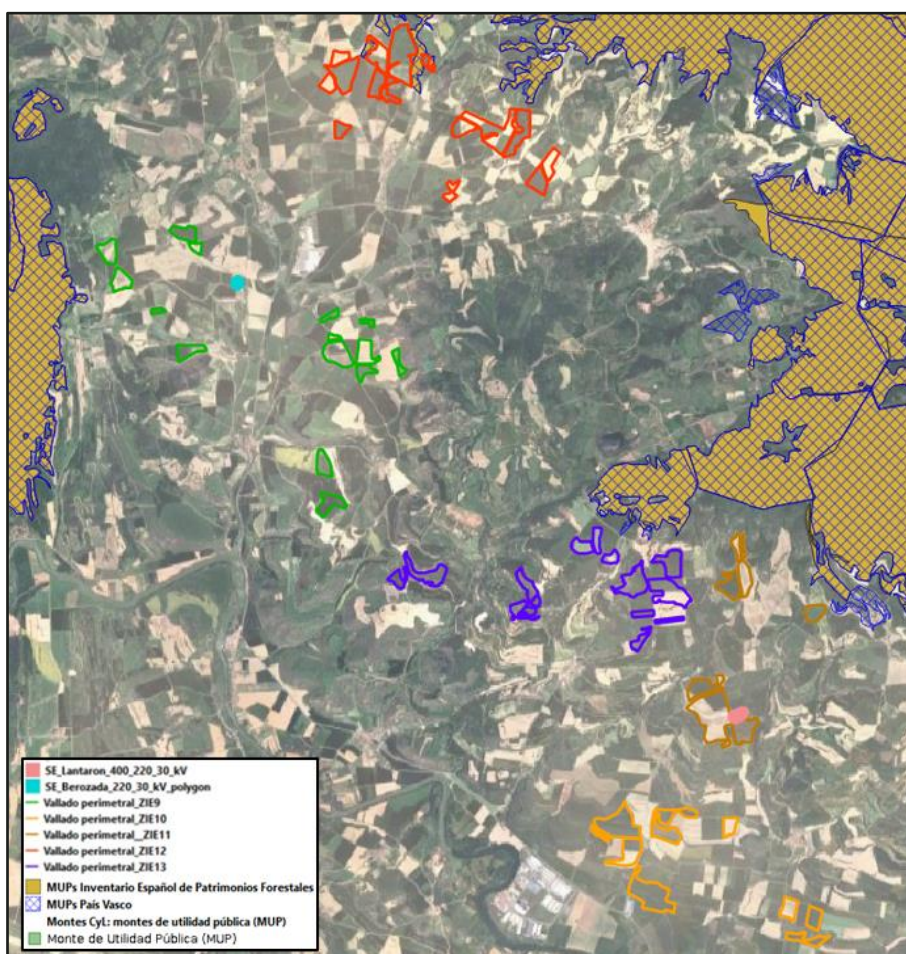 SE_Lantaron_400_220_30_kV
SE_Berozada_220_30_kV_polygon
Vallado perimetral_ZIE9
Vallado perimetral_ZIE10
Vallado perimetral__ZIE11
Vallado perimetral_ZIE12
Vallado perimetral_ZIE13
MUPs Inventario Español de Patrimonios Forestales
MUPs País Vasco
Montes CyL: montes de utilidad pública (MUP)
Monte de Utilidad Pública (MUP)